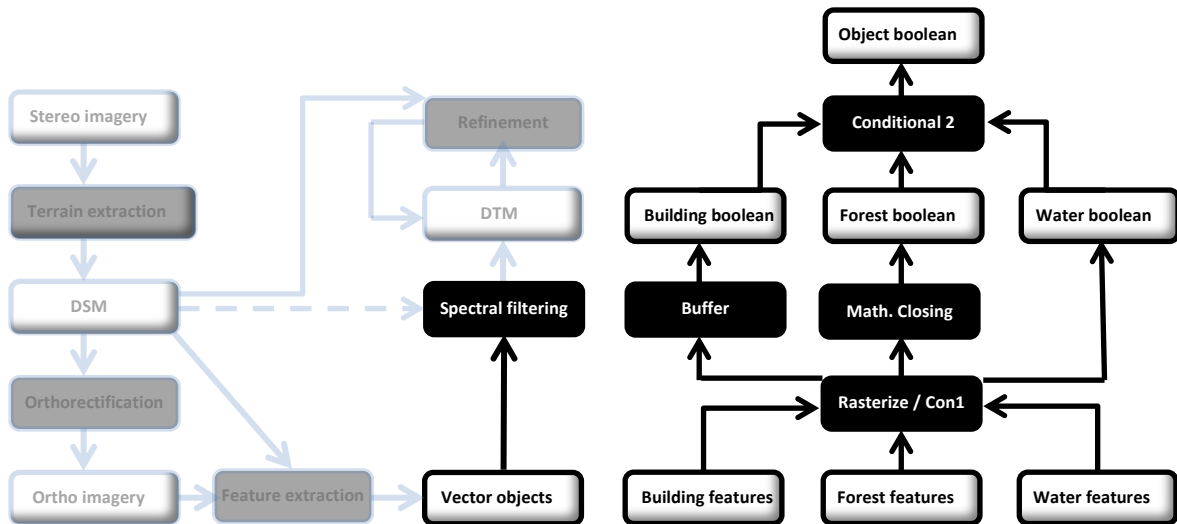 Object boolean
Stereo imagery
Refinement
Conditional 2
Terrain extraction
DTM
Building boolean
Forest boolean
Water boolean
DSM
Spectral filtering
Buffer
Math. Closing
Orthorectification
Rasterize / Con1
Ortho imagery
Feature extraction
Vector objects
Building features
Forest features
Water features